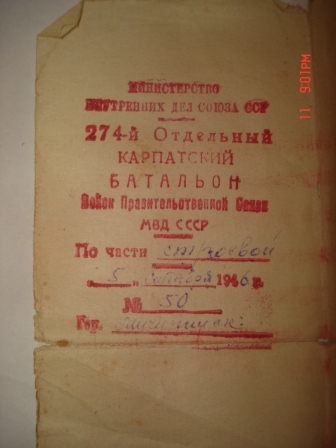 МИНИСТЕРСТВО
ВНУТРЕННИХ ДЕЛ СОЮЗА ССР
274-й Отдельный
КАРПАТСКИЙ
БАТАЛЬОН
Войск Правительственной Связи
МВД СССР
По части строевой
"5" октября 1946 г.
№ 50
Гор.
11 9:01PM